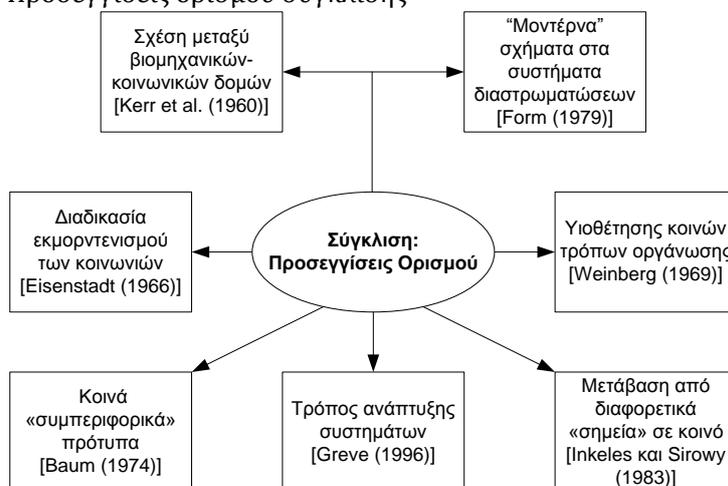 Σχέση μεταξύ
βιομηχανικών-
κοινωνικών δομών
[Kerr et al. (1960)]
“Μοντέρνα”
σχήματα στα
συστήματα
διαστρωματώσεων
[Form (1979)]
Διαδικασία
εκμορντενισμού
των κοινωνιών
[Eisenstadt (1966)]
Σύγκλιση:
Προσεγγίσεις Ορισμού
Υιοθέτησης κοινών
τρόπων οργάνωσης
[Weinberg (1969)]
Κοινά
«συμπεριφορικά»
πρότυπα
[Baum (1974)]
Τρόπος ανάπτυξης
συστημάτων
[Greve (1996)]
Μετάβαση από
διαφορετικά
«σημεία» σε κοινό
[Inkeles και Sirowy
(1983)]